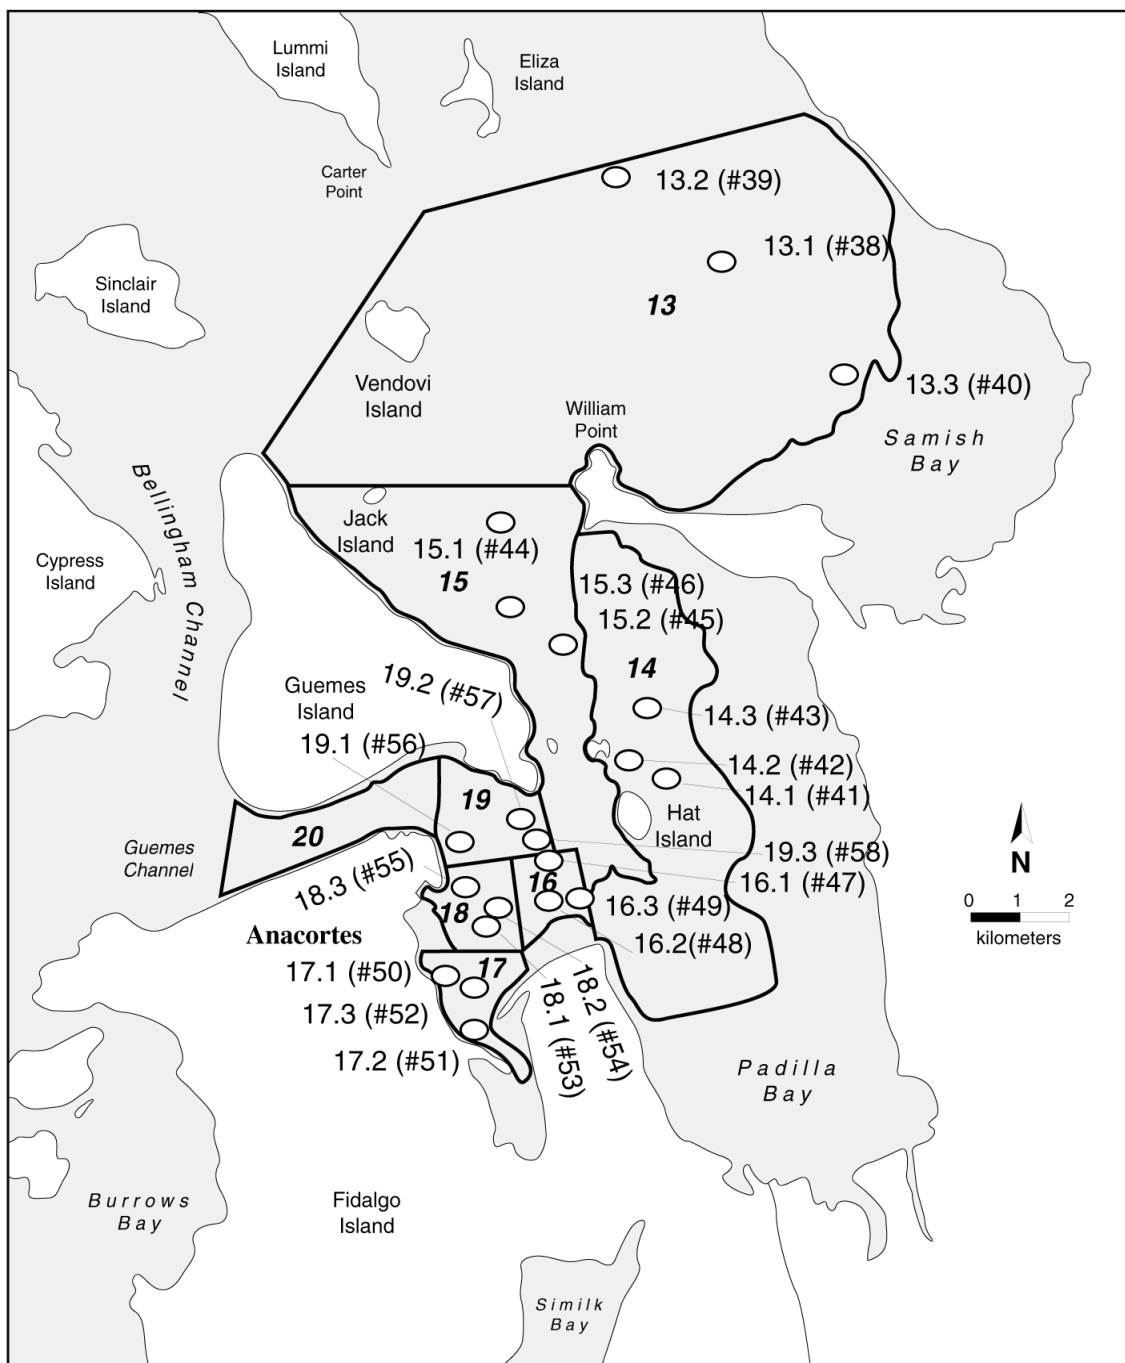 Lummi
Island
Eliza
Island
Carter
Point
13.2 (#39)
13.1 (#38)
Sinclair
Island
13
Vendovi
Island
13.3 (#40)
William
Point
Samish
Bay
Bellingham Channel
Jack
Island
15.1 (#44)
Cypress
Island
15
15.3 (#46)
15.2 (#45)
14
19.2 (#57)
Guemes
Island
14.3 (#43)
19.1 (#56)
14.2 (#42)
14.1 (#41)
19
Hat
Island
20
Guemes
Channel
19.3 (#58)
N
18.3 (#55)
16
16.1 (#47)
18
16.3 (#49)
0 1 2
kilometers
Anacortes
16.2(#48)
17
17.1 (#50)
18.2 (#54)
18.1 (#53)
17.3 (#52)
17.2 (#51)
Padilla
Bay
Burrows
Bay
Fidalgo
Island
Similk
Bay